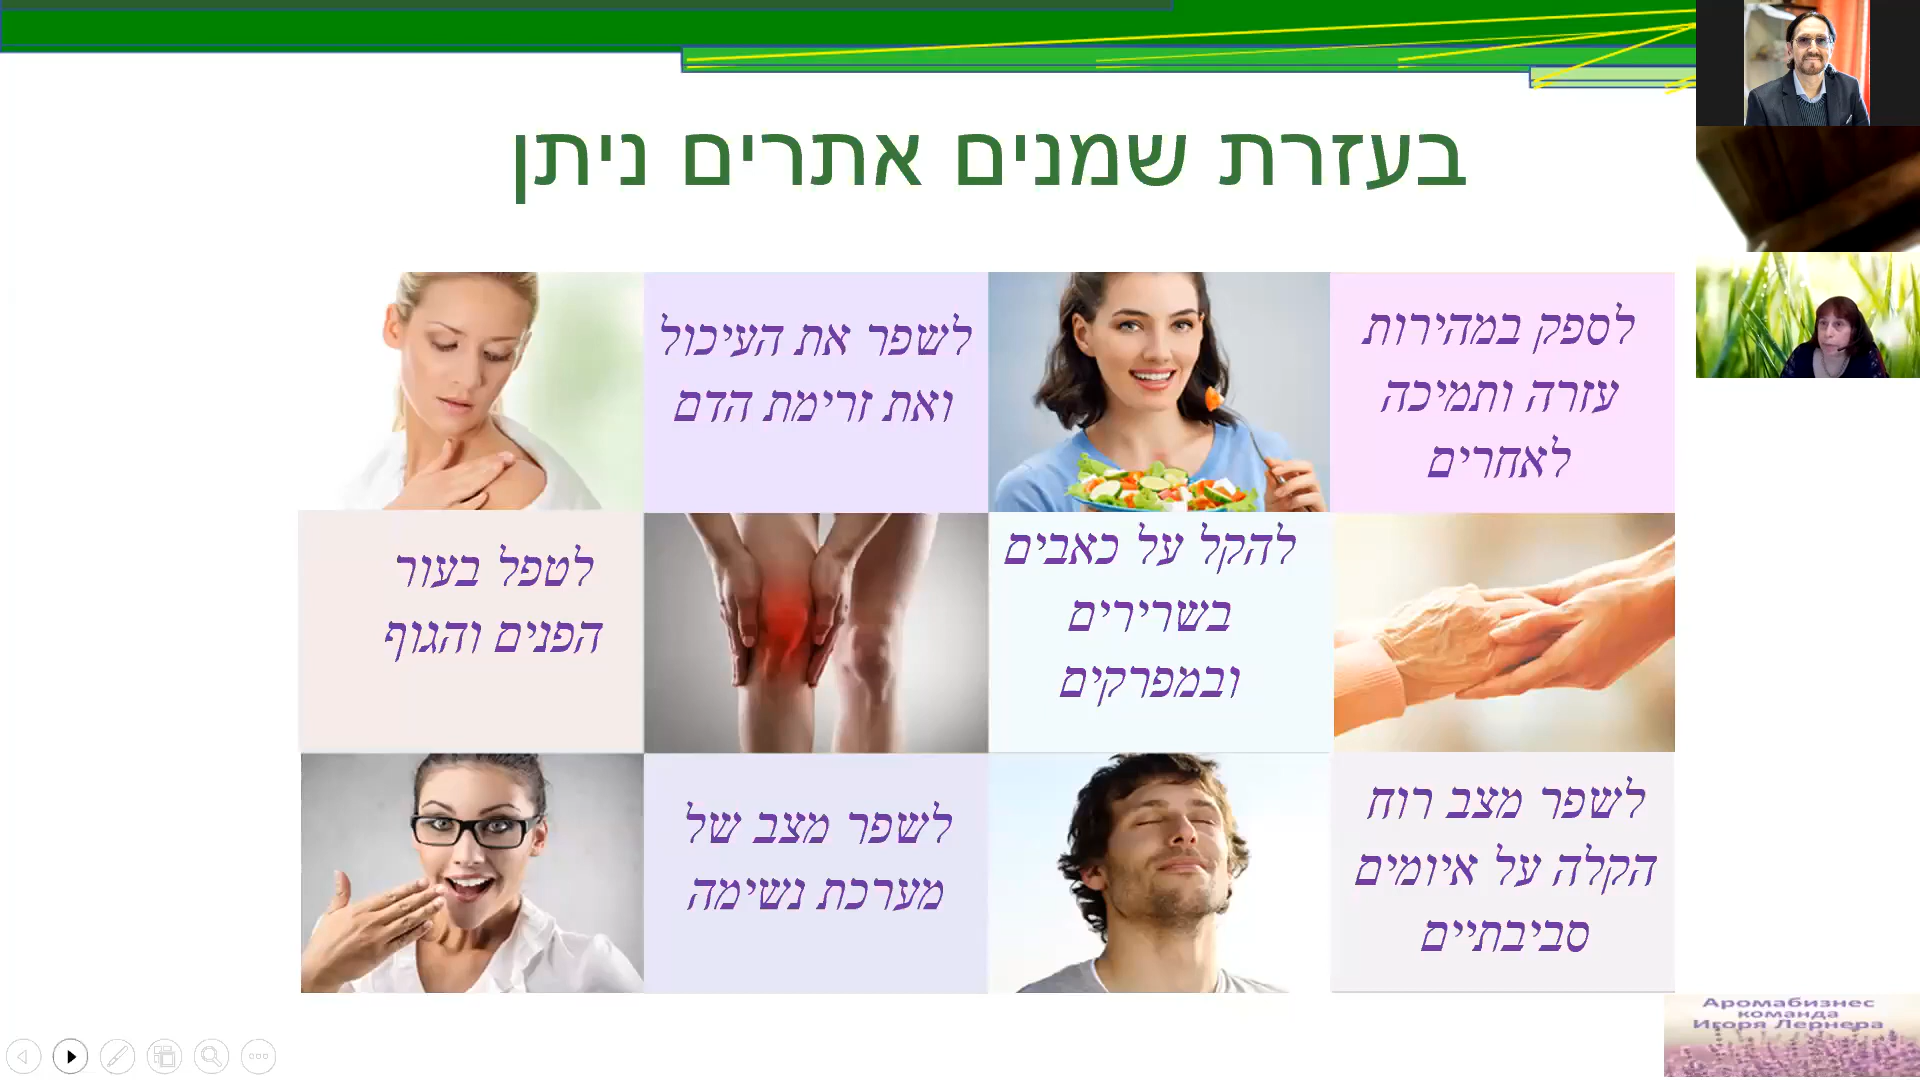 בעזרת שמנים אתרים ניתן
לספק במהירות
עזרה ותמיכה
לאחרים
לשפר את העיכול
ואת זרימת הדם
להקל על כאבים
בשרירים
ובמפרקים
לטפל בעור
הפנים והגוף
לשפר מצב רוח
הקלה על איומים
סביבתיים
לשפר מצב של
מערכת נשימה
Аромабизнес
команда
Игоря Лернера